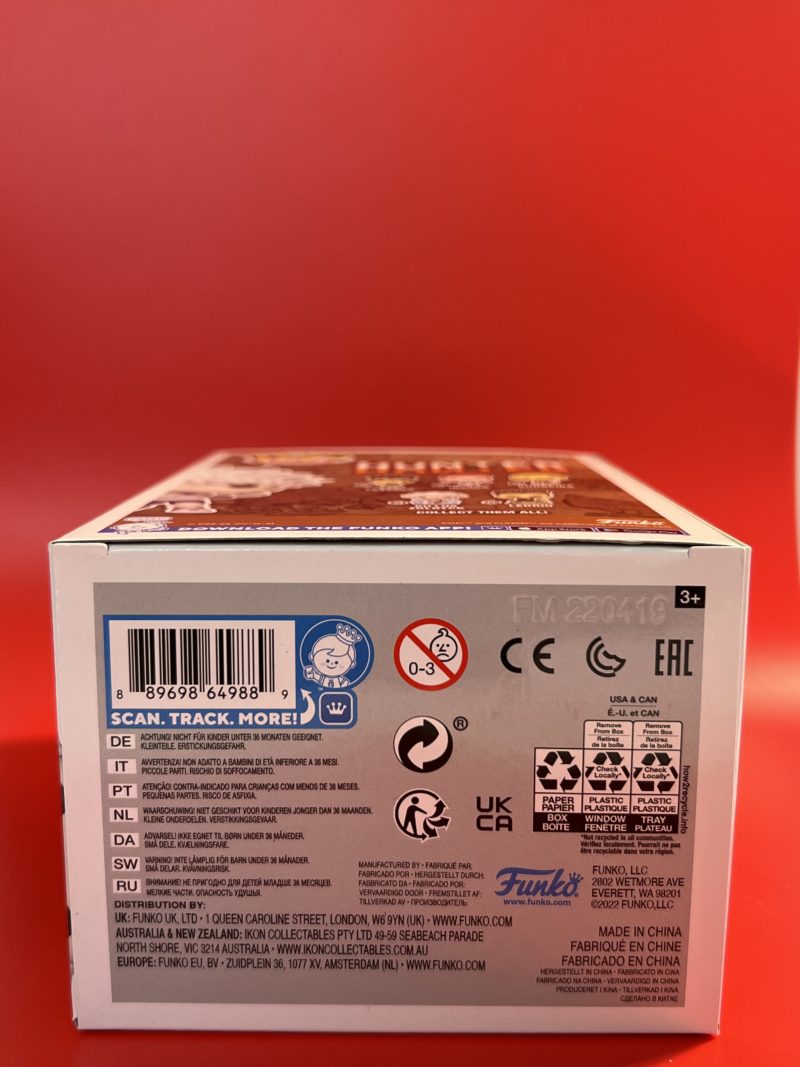 HUNTER
LEORIO
COLLECT THEM ALL!
Funko
DOWNLOAD THE FUNKO APP!
FM 220419
3+
8 89698 64988 9
SCAN. TRACK. MORE!
™
0-3
CE
EAC
®
UK
CA
USA & CAN
É.-U. et CAN
Remove From Box
Retirez de la boîte
Remove From Box
Retirez de la boîte
Check Locally*
Check Locally*
PAPER PAPIER
PLASTIC PLASTIQUE
PLASTIC PLASTIQUE
BOX BOÎTE
WINDOW FENÊTRE
TRAY PLATEAU
*Not recycled in all communities.
Vérifiez localement. Pourrait ne pas
être recyclable dans votre région.
how2recycle.info
DE ACHTUNG! NICHT FÜR KINDER UNTER 36 MONATEN GEEIGNET.
KLEINTEILE. ERSTICKUNGSGEFAHR.
IT AVVERTENZA! NON ADATTO A BAMBINI DI ETÀ INFERIORE A 36 MESI.
PICCOLE PARTI. RISCHIO DI SOFFOCAMENTO.
PT ATENÇÃO! CONTRA-INDICADO PARA CRIANÇAS COM MENOS DE 36 MESES.
PEQUENAS PARTES. RISCO DE ASFIXIA.
NL WAARSCHUWING! NIET GESCHIKT VOOR KINDEREN JONGER DAN 36 MAANDEN.
KLEINE ONDERDELEN. VERSTIKKINGSGEVAAR.
DA ADVARSEL! IKKE EGNET TIL BØRN UNDER 36 MÅNEDER.
SMÅ DELE. KVÆLNINGSFARE.
SW VARNING! INTE LÄMPLIG FÖR BARN UNDER 36 MÅNADER.
SMÅ DELAR. KVÄVNINGSRISK.
RU ВНИМАНИЕ! НЕ ПРИГОДНО ДЛЯ ДЕТЕЙ МЛАДШЕ 36 МЕСЯЦЕВ.
МЕЛКИЕ ЧАСТИ. ОПАСНОСТЬ УДУШЬЯ.
MANUFACTURED BY • FABRIQUÉ PAR:
FABRICADO POR • HERGESTELLT DURCH:
FABBRICATO DA • FABRICADO POR:
VERVAARDIGD DOOR • FREMSTILLET AF:
TILLVERKAD AV • ПРОИЗВОДИТЕЛЬ:
Funko
www.funko.com
FUNKO, LLC
2802 WETMORE AVE
EVERETT, WA 98201
©2022 FUNKO,LLC
DISTRIBUTION BY:
UK: FUNKO UK, LTD • 1 QUEEN CAROLINE STREET, LONDON, W6 9YN (UK) • WWW.FUNKO.COM
AUSTRALIA & NEW ZEALAND: IKON COLLECTABLES PTY LTD 49-59 SEABEACH PARADE
NORTH SHORE, VIC 3214 AUSTRALIA • WWW.IKONCOLLECTABLES.COM.AU
EUROPE: FUNKO EU, BV • ZUIDPLEIN 36, 1077 XV, AMSTERDAM (NL) • WWW.FUNKO.COM
MADE IN CHINA
FABRIQUÉ EN CHINE
FABRICADO EN CHINA
HERGESTELLT IN CHINA • FABBRICATO IN CINA
FABRICADO NA CHINA • VERVAARDIGD IN CHINA
PRODUCERET I KINA • TILLVERKAD I KINA
СДЕЛАНО В КИТАЕ